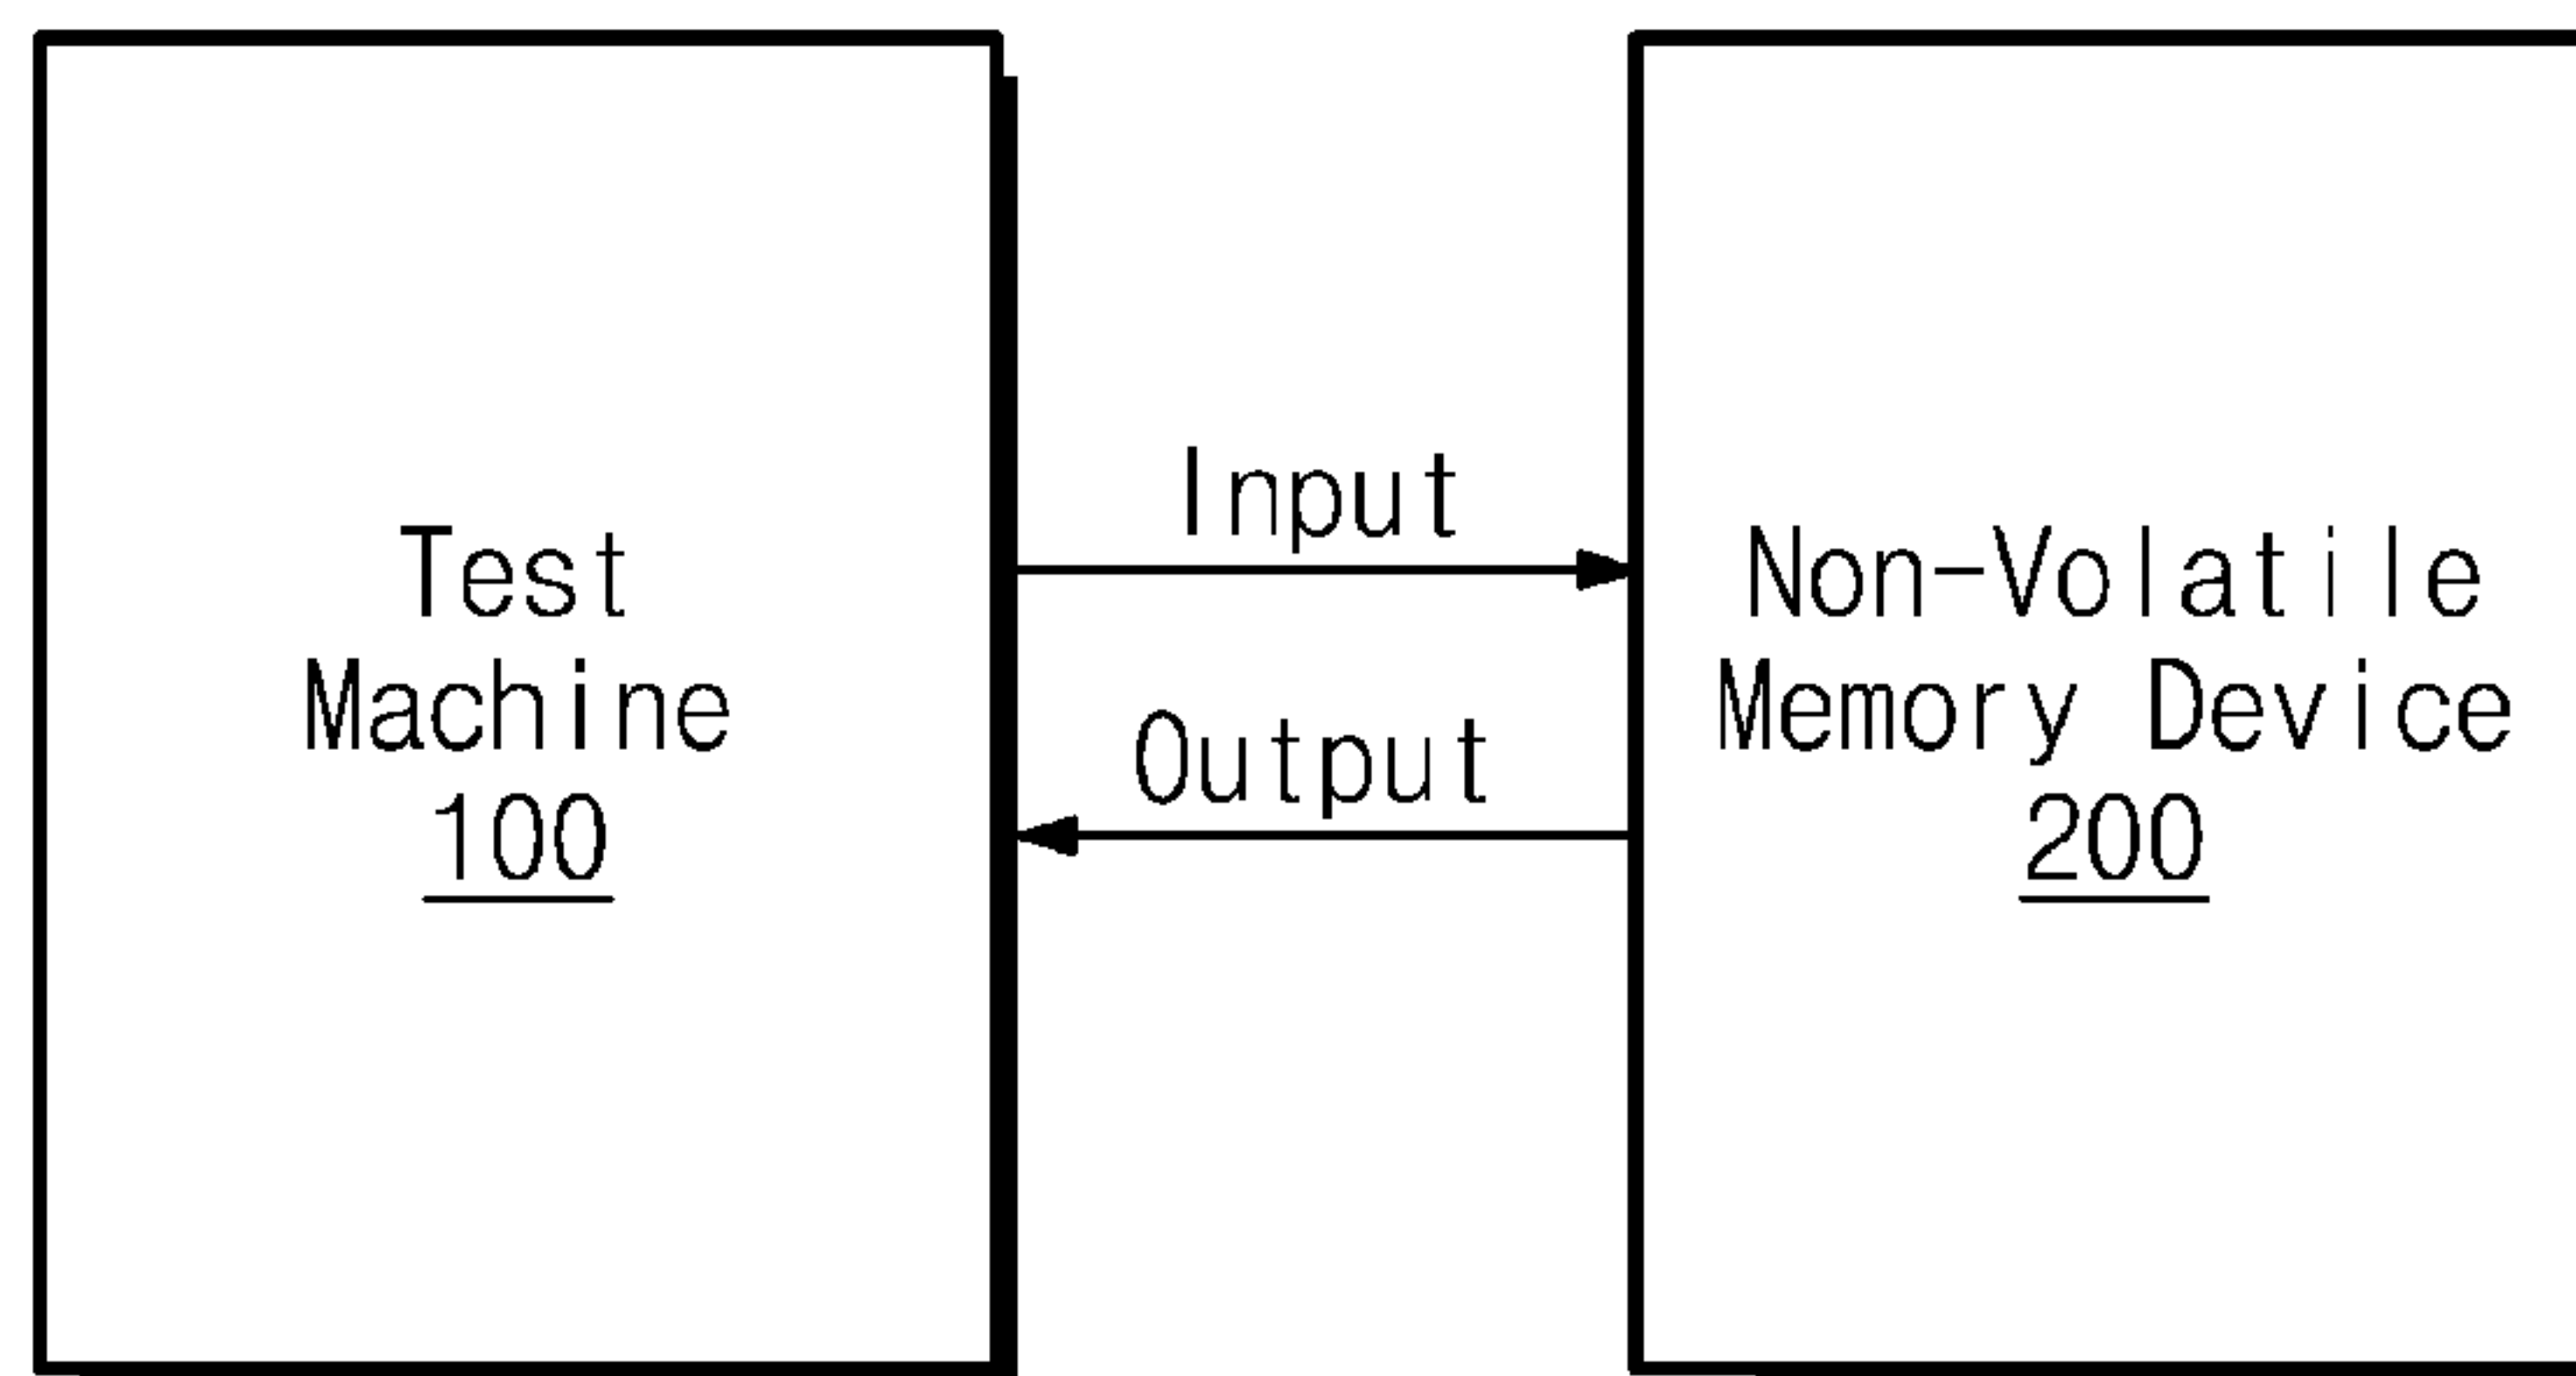 Test
Machine
100
Input
Output
Non-Volatile
Memory Device
200